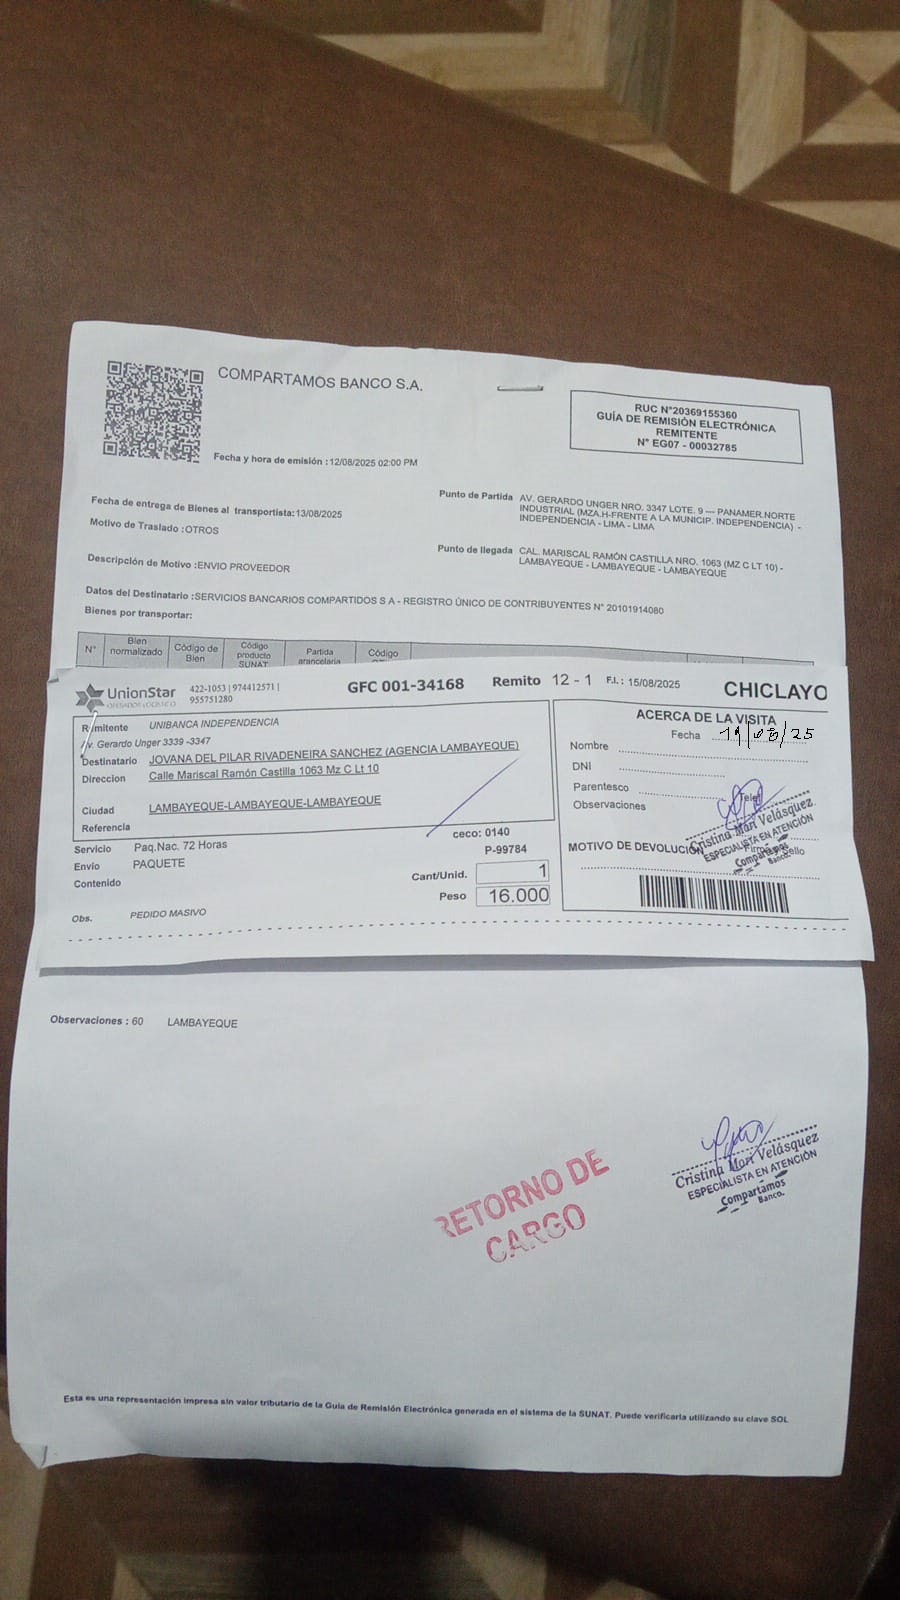 COMPARTAMOS BANCO S.A.
RUC N°20369155360
GUÍA DE REMISIÓN ELECTRÓNICA
REMITENTE
N° EG07 - 00032785
Fecha y hora de emisión : 12/08/2025 02:00 PM
Fecha de entrega de Bienes al transportista: 13/08/2025
Motivo de Traslado : OTROS
Punto de Partida AV. GERARDO UNGER NRO. 3347 LOTE. 9 --- PANAMER.NORTE
INDUSTRIAL (MZA.H-FRENTE A LA MUNICIP. INDEPENDENCIA) -
INDEPENDENCIA - LIMA - LIMA
Punto de llegada CAL. MARISCAL RAMÓN CASTILLA NRO. 1063 (MZ C LT 10) -
LAMBAYEQUE - LAMBAYEQUE - LAMBAYEQUE
Descripción de Motivo : ENVIO PROVEEDOR
Datos del Destinatario : SERVICIOS BANCARIOS COMPARTIDOS S A - REGISTRO ÚNICO DE CONTRIBUYENTES N° 20101914080
Bienes por transportar:
N° Bien normalizado Código de Bien Código producto SUNAT Partida arancelaria Código
UnionStar
OPERADOR LOGÍSTICO
422-1053 | 974412571 |
955751280
GFC 001-34168
Remito 12 - 1 F.I.: 15/08/2025
CHICLAYO
Remitente UNIBANCA INDEPENDENCIA
Av. Gerardo Unger 3339 -3347
Destinatario JOVANA DEL PILAR RIVADENEIRA SANCHEZ (AGENCIA LAMBAYEQUE)
Direccion Calle Mariscal Ramón Castilla 1063 Mz C Lt 10
Ciudad LAMBAYEQUE-LAMBAYEQUE-LAMBAYEQUE
Referencia
Servicio Paq.Nac. 72 Horas
Envio PAQUETE
Contenido
Obs. PEDIDO MASIVO
ceco: 0140
P-99784
Cant/Unid. 1
Peso 16.000
ACERCA DE LA VISITA
Fecha 19/08/25
Nombre
DNI
Parentesco
Telef
Observaciones
MOTIVO DE DEVOLUCIÓN
Cristina Mori Velásquez
ESPECIALISTA EN ATENCIÓN
Compartamos
Banco.
Observaciones : 60 LAMBAYEQUE
RETORNO DE
CARGO
Cristina Mori Velásquez
ESPECIALISTA EN ATENCIÓN
Compartamos
Banco.
Esta es una representación impresa sin valor tributario de la Guia de Remisión Electrónica generada en el sistema de la SUNAT. Puede verificarla utilizando su clave SOL